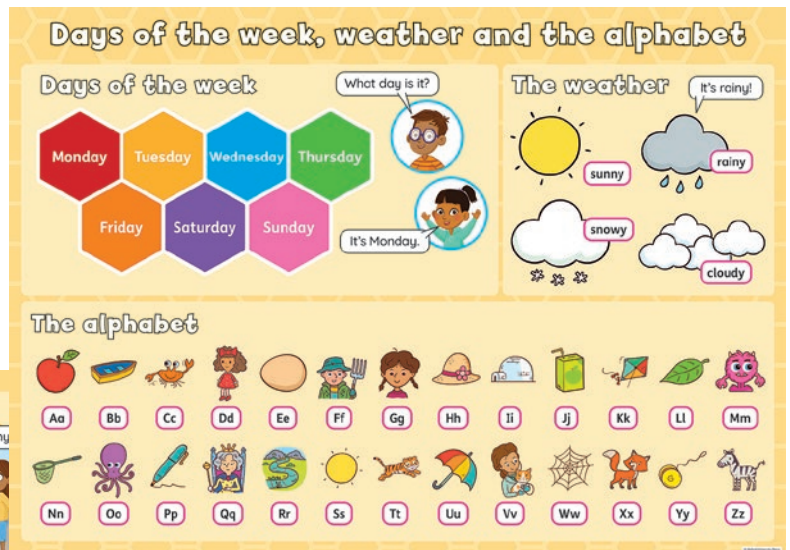 Days of the week, weather and the alphabet
Days of the week
What day is it?
Monday
Tuesday
Wednesday
Thursday
Friday
Saturday
Sunday
It's Monday.
The weather
It's rainy!
sunny
rainy
snowy
cloudy
The alphabet
Aa Bb Cc Dd Ee Ff Gg Hh Ii Jj Kk Ll Mm
Nn Oo Pp Qq Rr Ss Tt Uu Vv Ww Xx Yy Zz